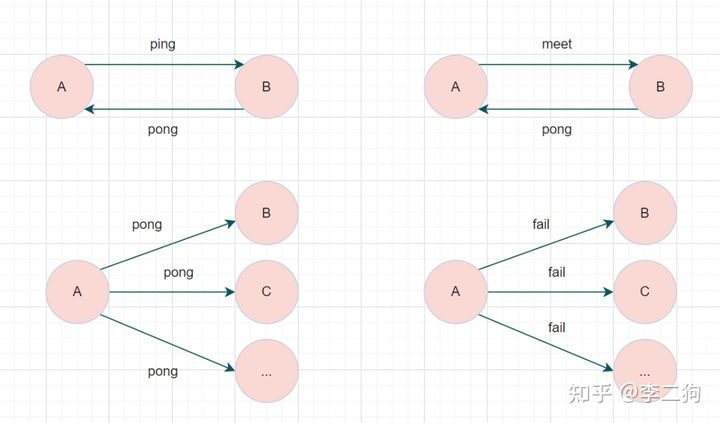 ping
A
B
pong
meet
A
B
pong
B
pong
A
pong
C
pong
...
B
fail
A
fail
C
fail
...
知乎 @李二狗